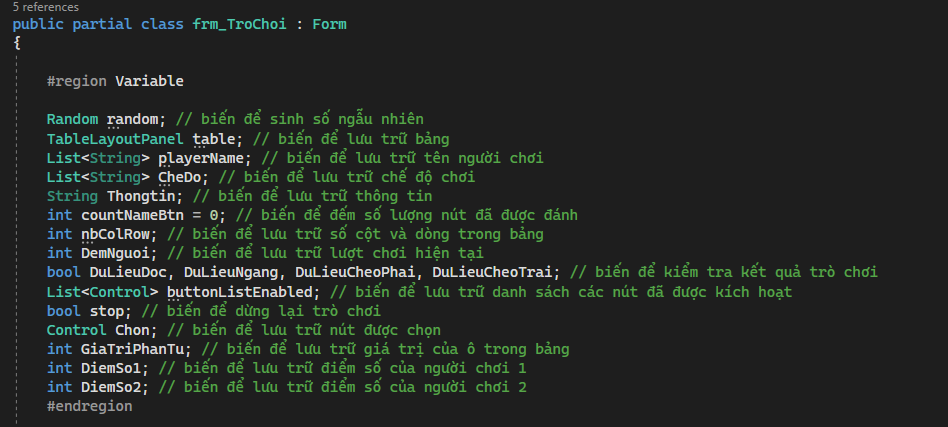 5 references
public partial class frm_TroChoi : Form
{
#region Variable
Random random; // biến để sinh số ngẫu nhiên
TableLayoutPanel table; // biến để lưu trữ bảng
List<String> playerName; // biến để lưu trữ tên người chơi
List<String> CheDo; // biến để lưu trữ chế độ chơi
String Thongtin; // biến để lưu trữ thông tin
int countNameBtn = 0; // biến để đếm số lượng nút đã được đánh
int nbColRow; // biến để lưu trữ số cột và dòng trong bảng
int DemNguoi; // biến để lưu trữ lượt chơi hiện tại
bool DuLieuDoc, DuLieuNgang, DuLieuCheoPhai, DuLieuCheoTrai; // biến để kiểm tra kết quả trò chơi
List<Control> buttonListEnabled; // biến để lưu trữ danh sách các nút đã được kích hoạt
bool stop; // biến để dừng lại trò chơi
Control Chon; // biến để lưu trữ nút được chọn
int GiaTriPhanTu; // biến để lưu trữ giá trị của ô trong bảng
int DiemSo1; // biến để lưu trữ điểm số của người chơi 1
int DiemSo2; // biến để lưu trữ điểm số của người chơi 2
#endregion